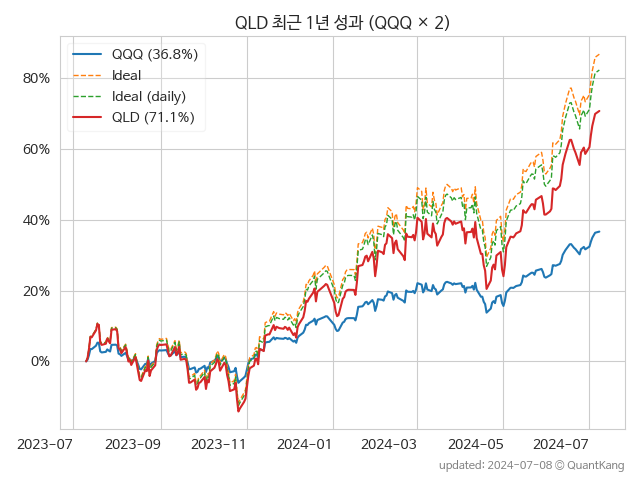 QLD 최근 1년 성과 (QQQ × 2)
QQQ (36.8%)
Ideal
Ideal (daily)
QLD (71.1%)
80%
60%
40%
20%
0%
2023-07 2023-09 2023-11 2024-01 2024-03 2024-05 2024-07
updated: 2024-07-08 © QuantKang